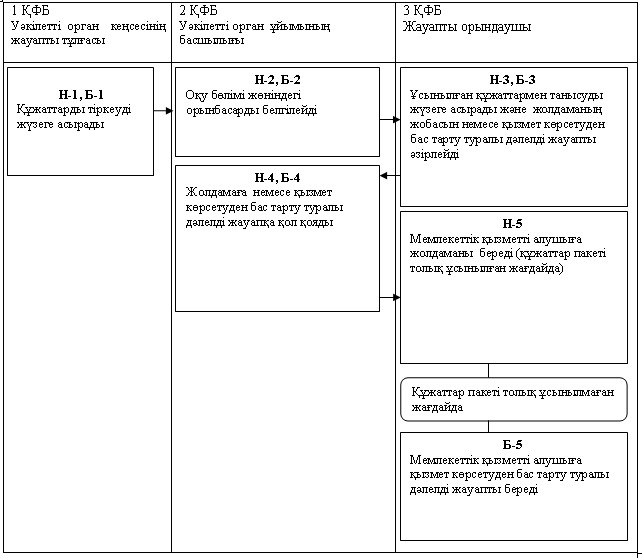 1 ҚФБ
Уәкілетті орган кеңсесінің
жауапты тұлғасы
2 ҚФБ
Уәкілетті орган ұйымының
басшылығы
3 ҚФБ
Жауапты орындаушы
Н-1, Б-1
Құжаттарды тіркеуді
жүзеге асырады
Н-2, Б-2
Оқу бөлімі жөніндегі
орынбасарды белгілейді
Н-3, Б-3
Ұсынылған құжаттармен танысуды
жүзеге асырады және жолдаманың
жобасын немесе қызмет көрсетуден
бас тарту туралы дәлелді жауапты
әзірлейді
Н-4, Б-4
Жолдамаға немесе қызмет
көрсетуден бас тарту туралы
дәлелді жауапқа қол қояды
Н-5
Мемлекеттік қызметті алушыға
жолдаманы береді (құжаттар пакеті
толық ұсынылған жағдайда)
Құжаттар пакеті толық ұсынылмаған
жағдайда
Б-5
Мемлекеттік қызметті алушыға
қызмет көрсетуден бас тарту туралы
дәлелді жауапты береді